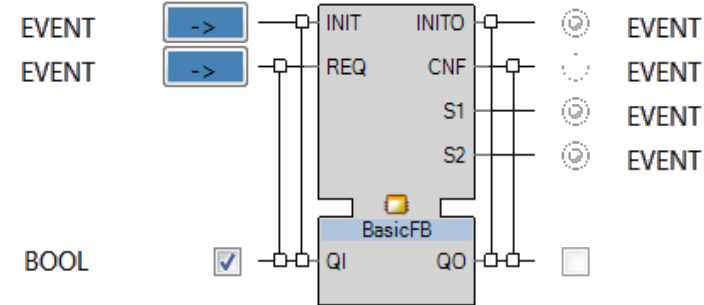 EVENT -> INIT INITO EVENT
EVENT -> REQ CNF EVENT
S1 EVENT
S2 EVENT
BasicFB
BOOL QI QO